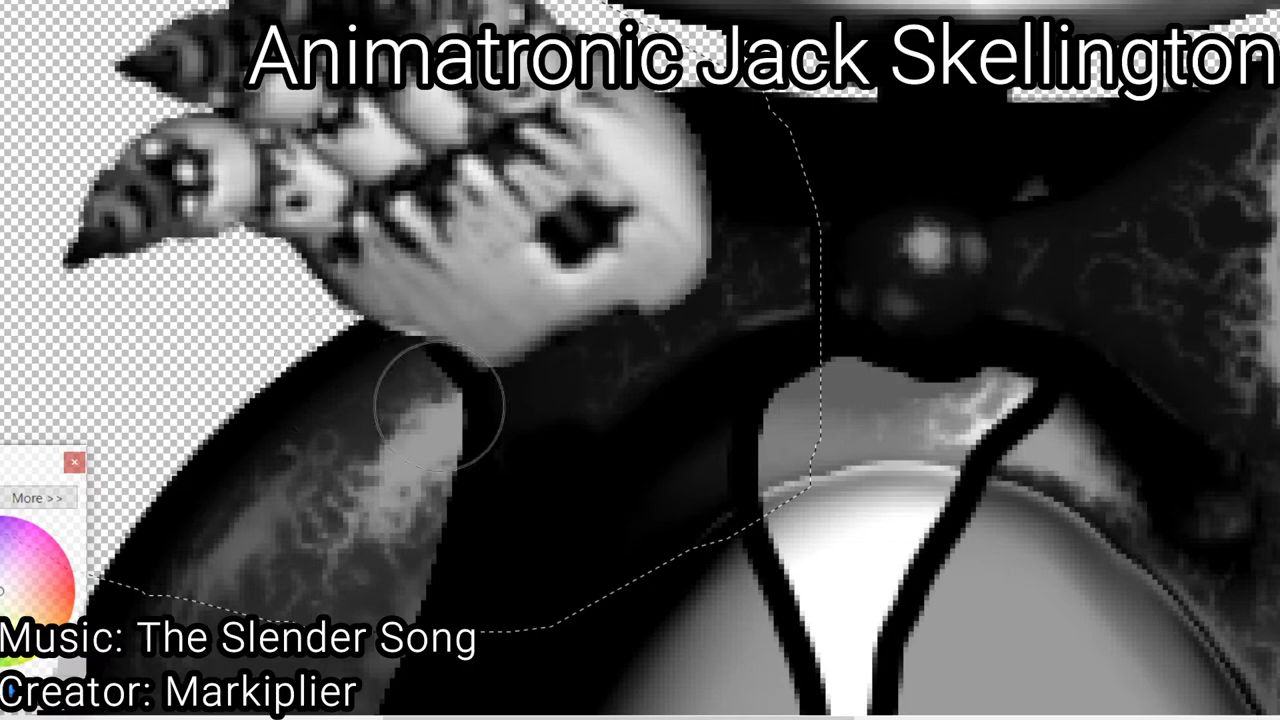 Animatronic Jack Skellington
More >>
Music: The Slender Song
Creator: Markiplier